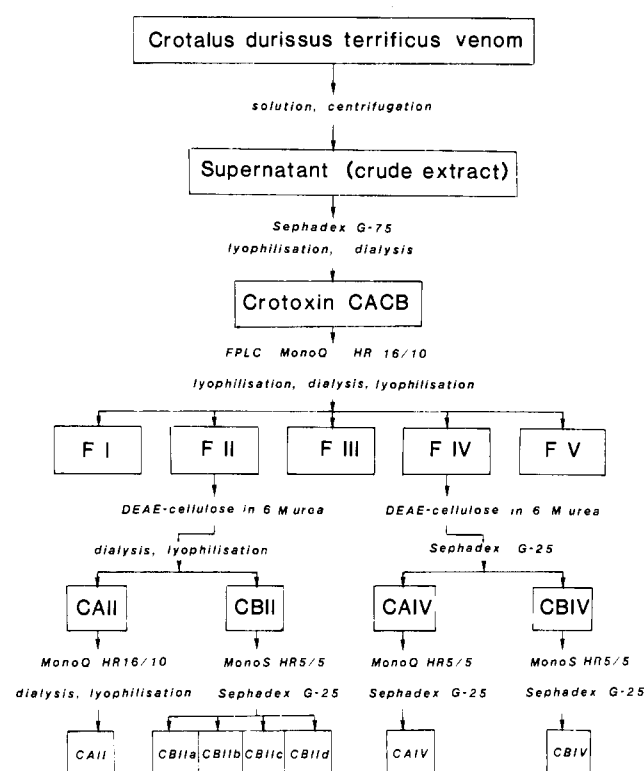 Crotalus durissus terrificus venom
solution, centrifugation
Supernatant (crude extract)
Sephadex G-75
lyophilisation, dialysis
Crotoxin CACB
FPLC MonoQ HR 16/10
lyophilisation, dialysis, lyophilisation
F I F II F III F IV F V
DEAE-cellulose in 6 M urea DEAE-cellulose in 6 M urea
dialysis, lyophilisation Sephadex G-25
CAII CBII CAIV CBIV
MonoQ HR16/10 MonoS HR5/5 MonoQ HR5/5 MonoS HR5/5
dialysis, lyophilisation Sephadex G-25 Sephadex G-25 Sephadex G-25
CAII CBIIa CBIIb CBIIc CBIId CAIV CBIV